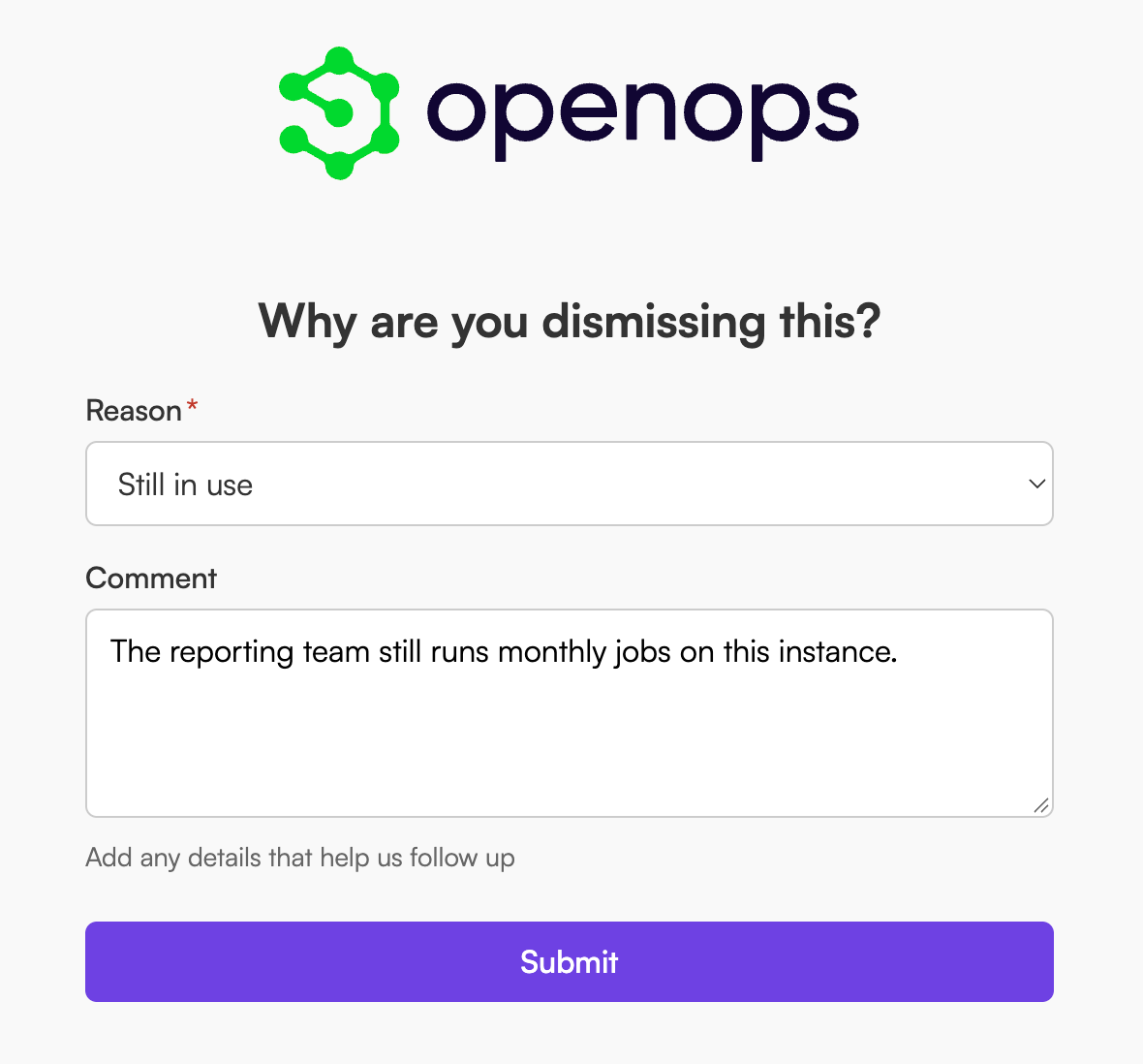 openops
Why are you dismissing this?
Reason*
Still in use
Comment
The reporting team still runs monthly jobs on this instance.
Add any details that help us follow up
Submit